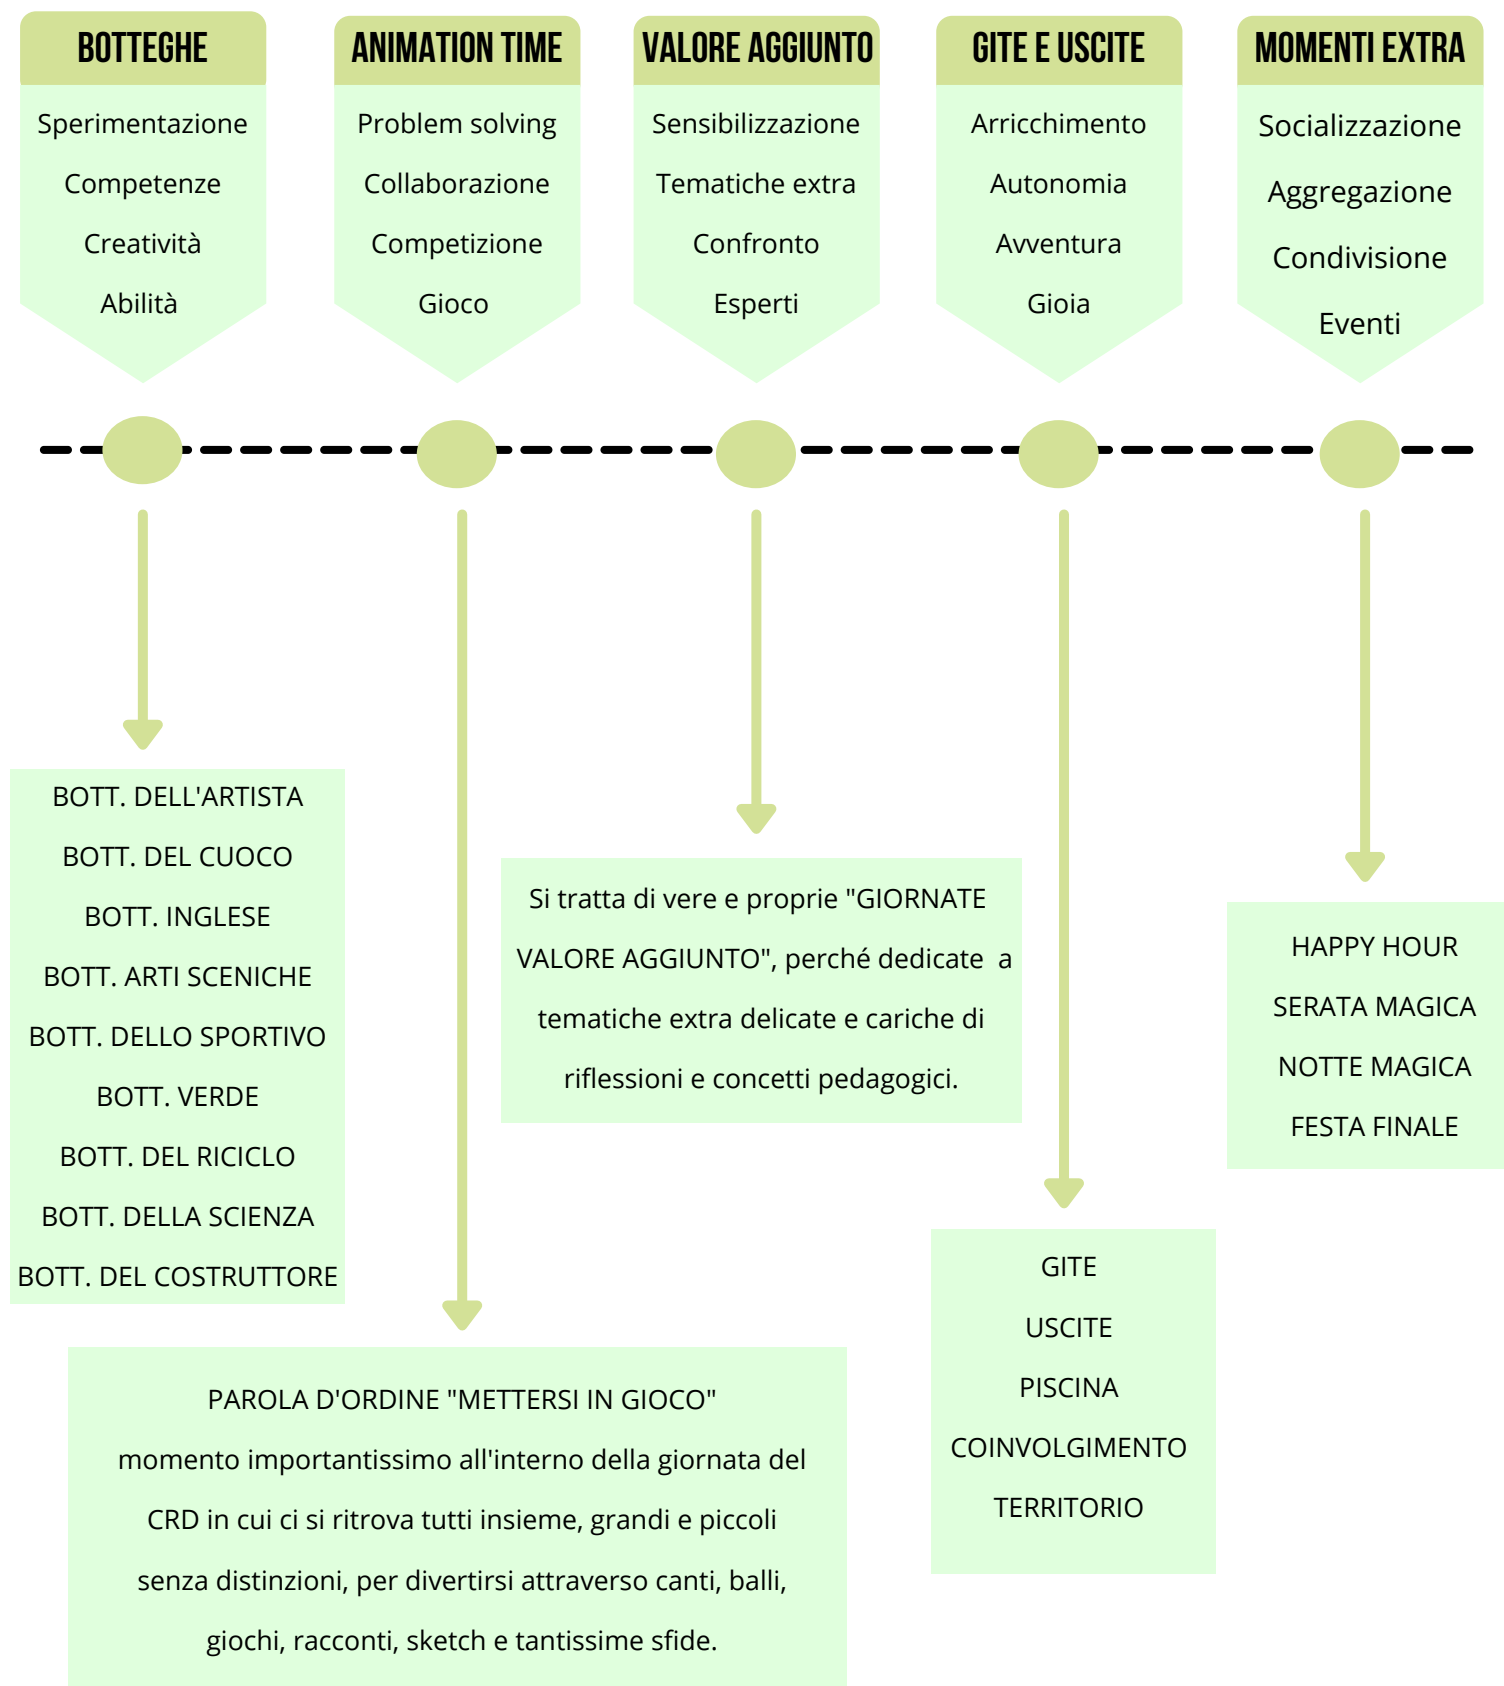 BOTTEGHE
Sperimentazione
Competenze
Creatività
Abilità
ANIMATION TIME
Problem solving
Collaborazione
Competizione
Gioco
VALORE AGGIUNTO
Sensibilizzazione
Tematiche extra
Confronto
Esperti
GITE E USCITE
Arricchimento
Autonomia
Avventura
Gioia
MOMENTI EXTRA
Socializzazione
Aggregazione
Condivisione
Eventi
BOTT. DELL'ARTISTA
BOTT. DEL CUOCO
BOTT. INGLESE
BOTT. ARTI SCENICHE
BOTT. DELLO SPORTIVO
BOTT. VERDE
BOTT. DEL RICICLO
BOTT. DELLA SCIENZA
BOTT. DEL COSTRUTTORE
PAROLA D'ORDINE "METTERSI IN GIOCO"
momento importantissimo all'interno della giornata del
CRD in cui ci si ritrova tutti insieme, grandi e piccoli
senza distinzioni, per divertirsi attraverso canti, balli,
giochi, racconti, sketch e tantissime sfide.
Si tratta di vere e proprie "GIORNATE
VALORE AGGIUNTO", perché dedicate  a
tematiche extra delicate e cariche di
riflessioni e concetti pedagogici.
GITE
USCITE
PISCINA
COINVOLGIMENTO
TERRITORIO
HAPPY HOUR
SERATA MAGICA
NOTTE MAGICA
FESTA FINALE